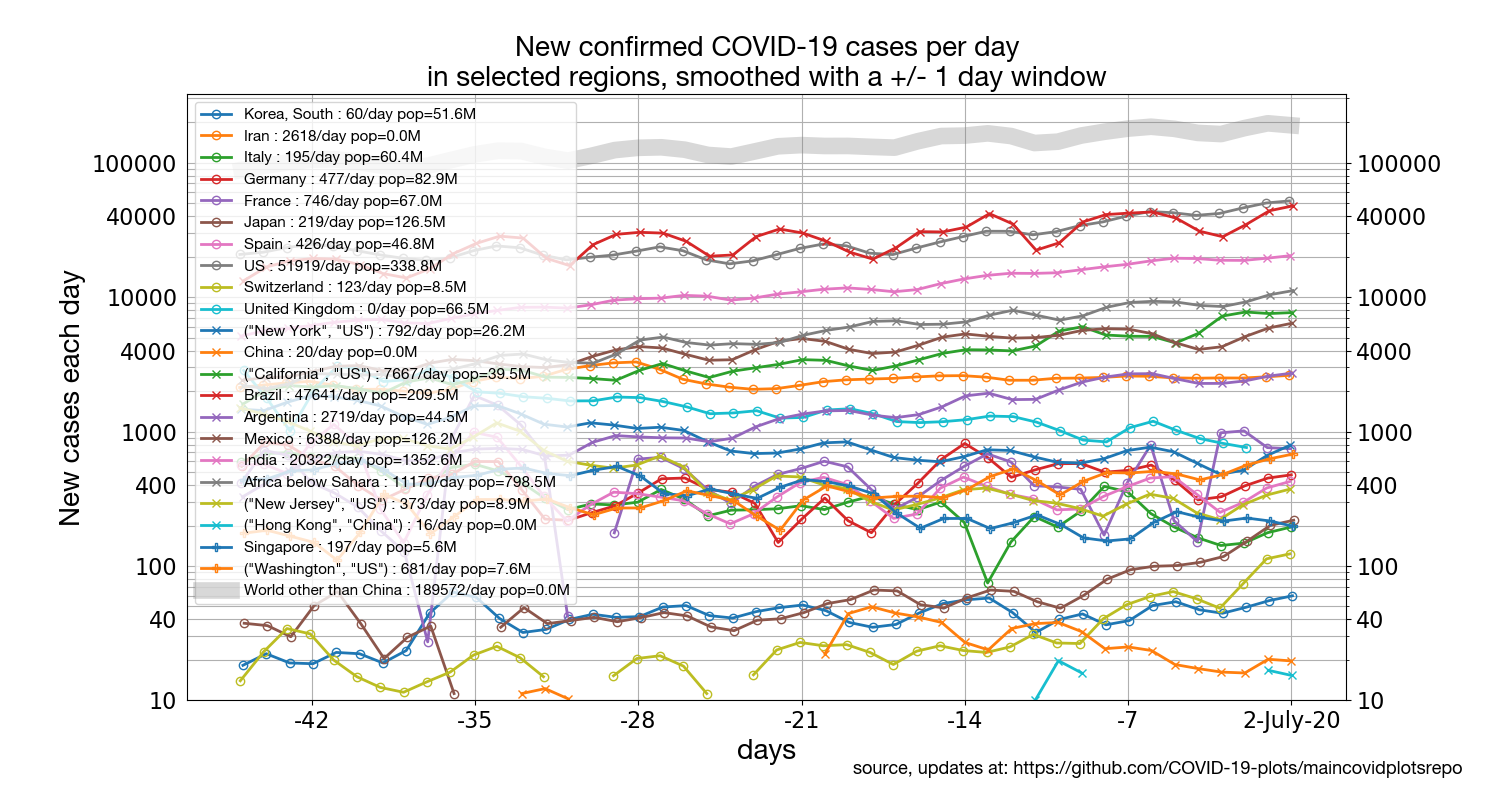 New confirmed COVID-19 cases per day
in selected regions, smoothed with a +/- 1 day window
Korea, South : 60/day pop=51.6M
Iran : 2618/day pop=0.0M
Italy : 195/day pop=60.4M
Germany : 477/day pop=82.9M
France : 746/day pop=67.0M
Japan : 219/day pop=126.5M
Spain : 426/day pop=46.8M
US : 51919/day pop=338.8M
Switzerland : 123/day pop=8.5M
United Kingdom : 0/day pop=66.5M
("New York", "US") : 792/day pop=26.2M
China : 20/day pop=0.0M
("California", "US") : 7667/day pop=39.5M
Brazil : 47641/day pop=209.5M
Argentina : 2719/day pop=44.5M
Mexico : 6388/day pop=126.2M
India : 20322/day pop=1352.6M
Africa below Sahara : 11170/day pop=798.5M
("New Jersey", "US") : 373/day pop=8.9M
("Hong Kong", "China") : 16/day pop=0.0M
Singapore : 197/day pop=5.6M
("Washington", "US") : 681/day pop=7.6M
World other than China : 189572/day pop=0.0M
New cases each day
100000
40000
10000
4000
1000
400
100
40
10
100000
40000
10000
4000
1000
400
100
40
10
-42 -35 -28 -21 -14 -7 2-July-20
days
source, updates at: https://github.com/COVID-19-plots/maincovidplotsrepo